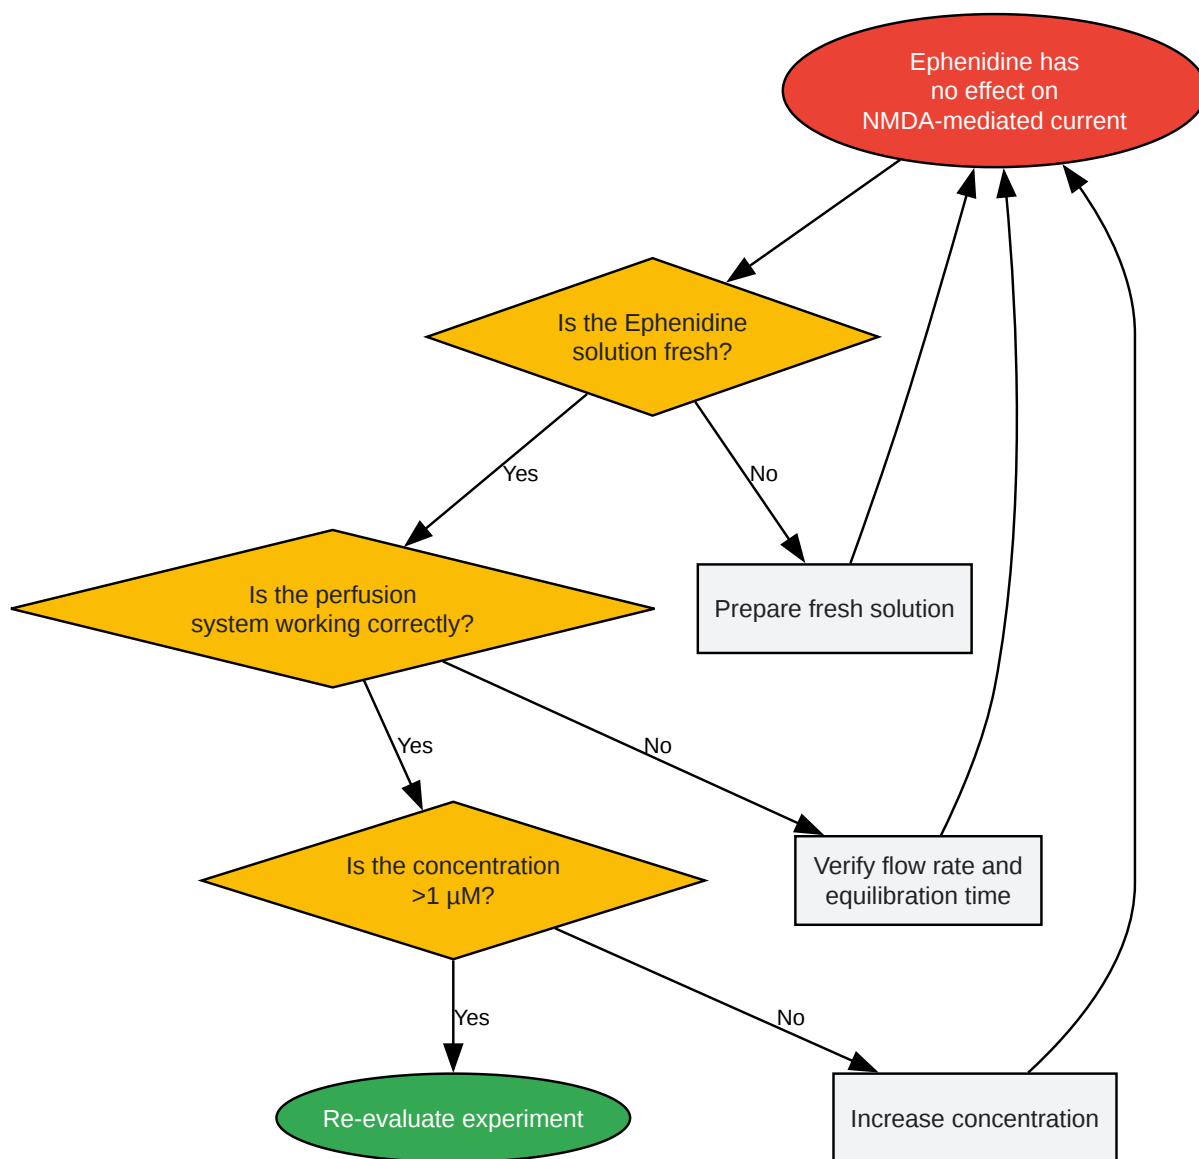 Ephenidine has
no effect on
NMDA-mediated current
Is the Ephenidine
solution fresh?
Yes
No
Is the perfusion
system working correctly?
Prepare fresh solution
Yes
No
Is the concentration
>1 µM?
Verify flow rate and
equilibration time
Yes
No
Re-evaluate experiment
Increase concentration